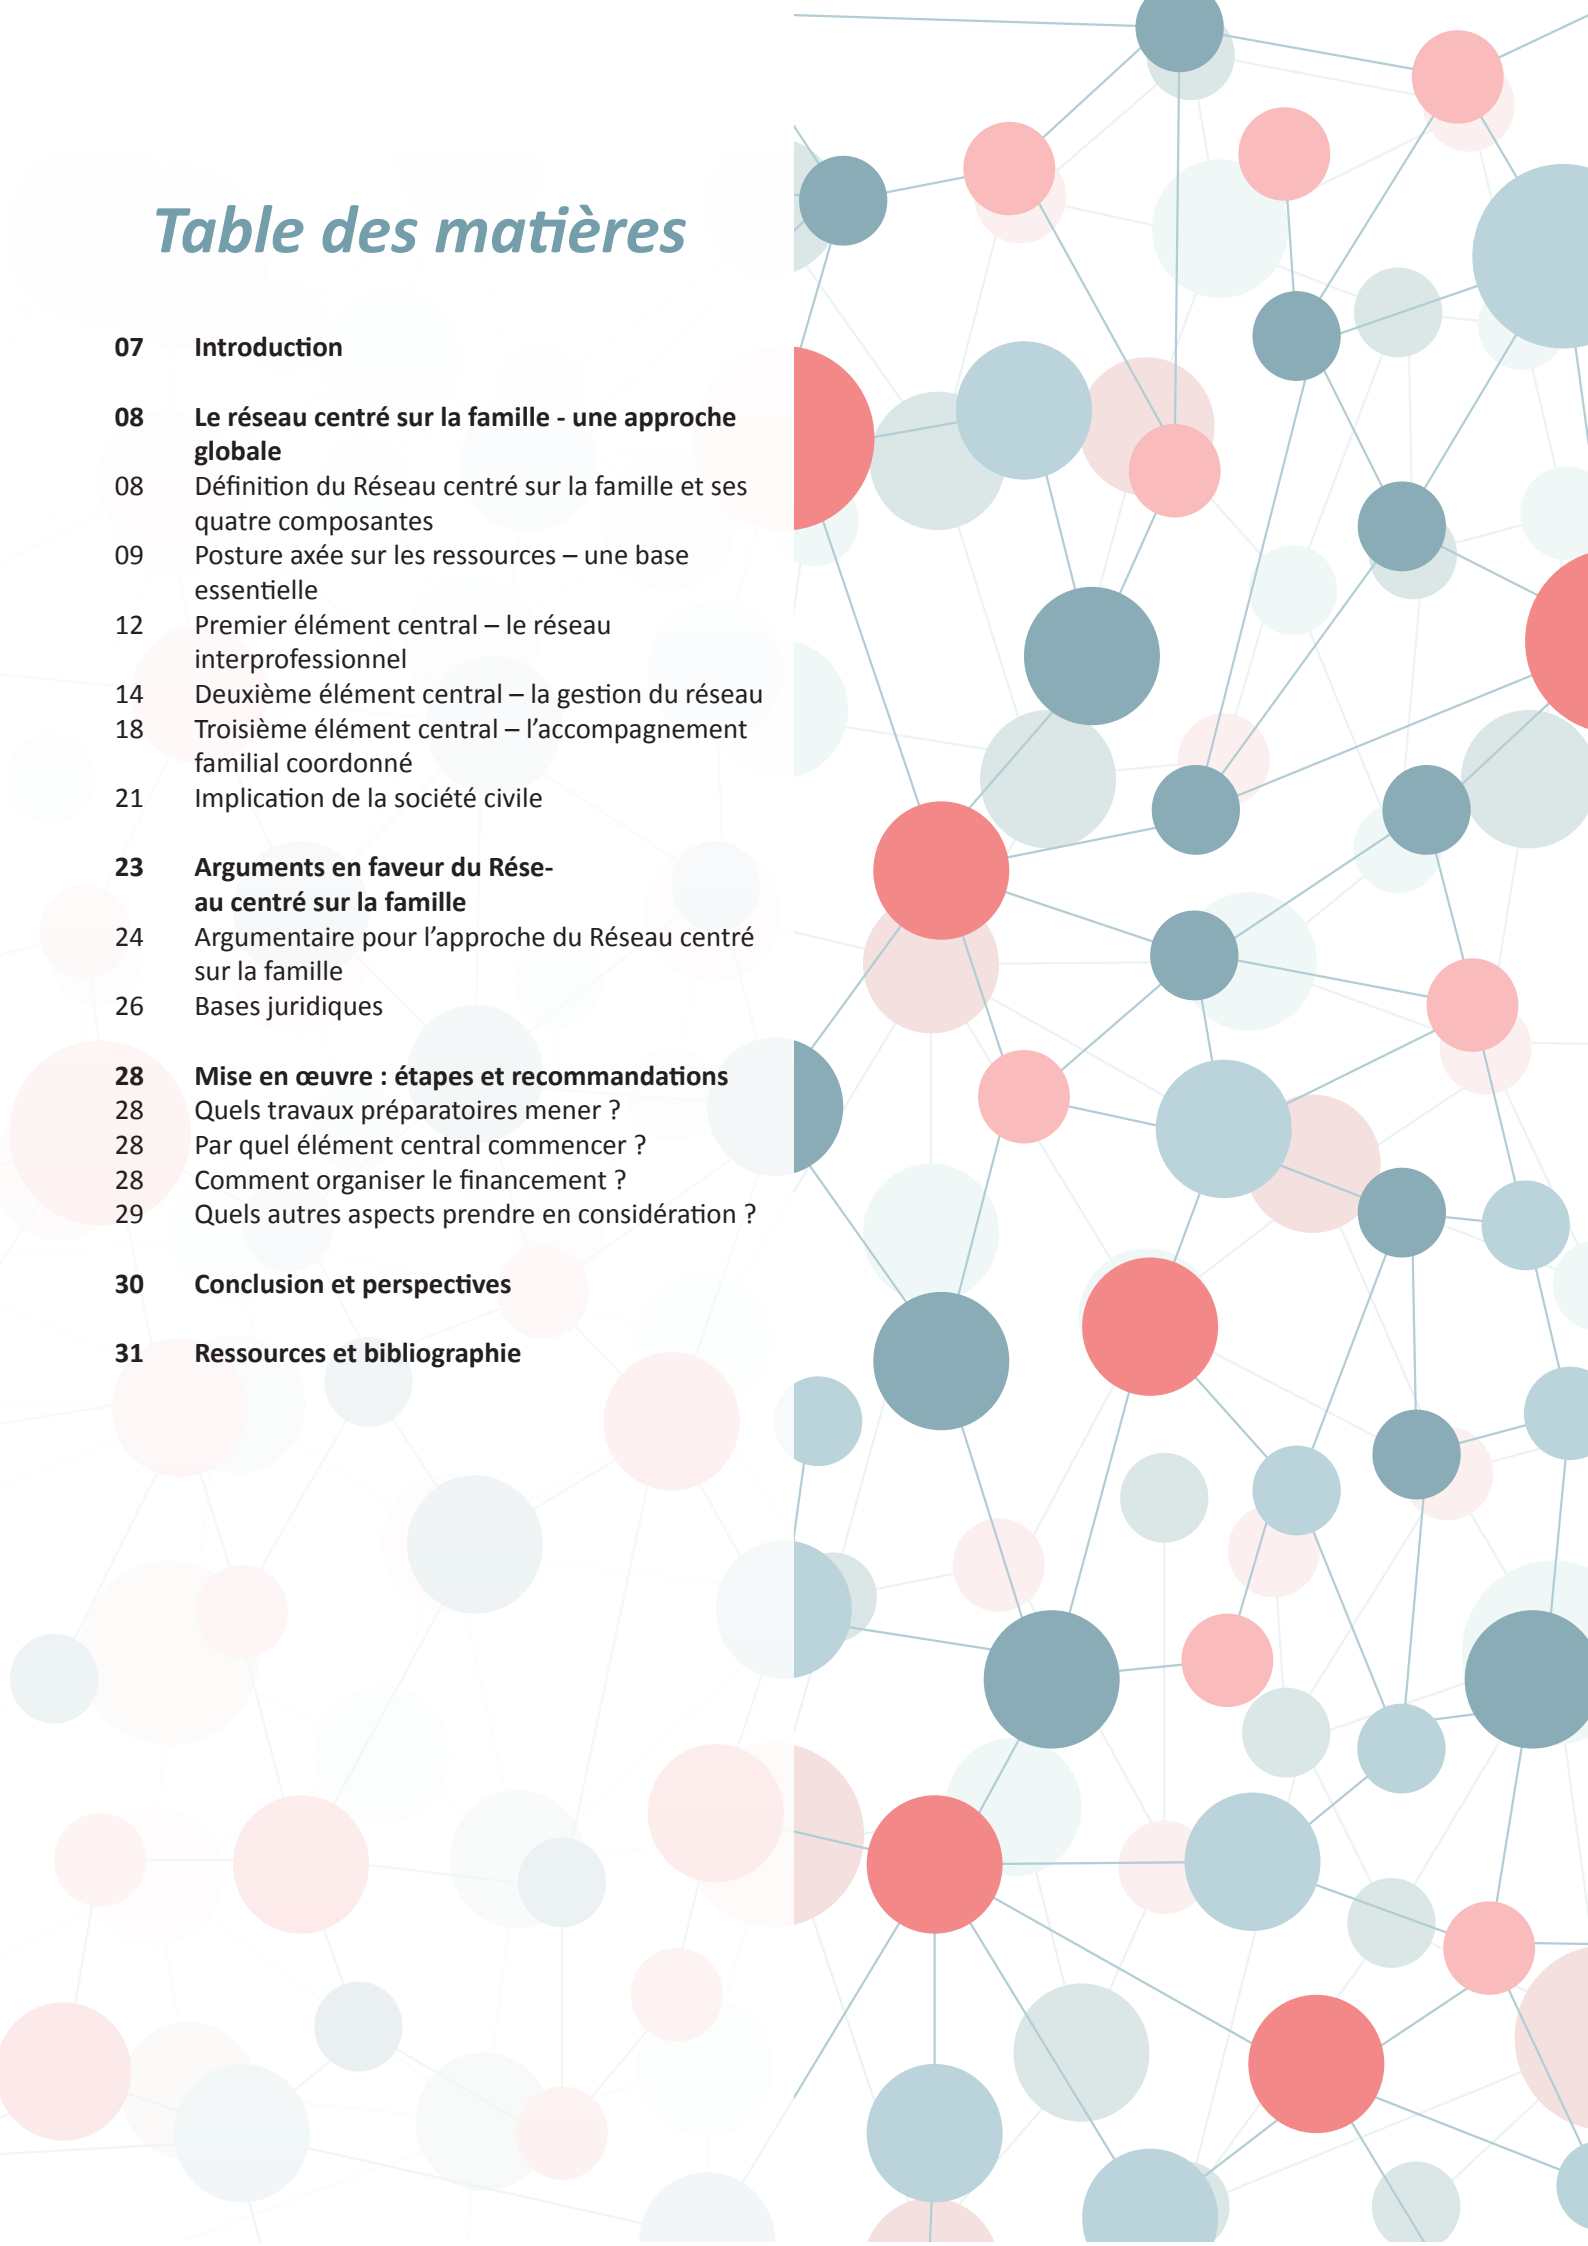 Table des matières
07 Introduction
08 Le réseau centré sur la famille - une approche
globale
08 Définition du Réseau centré sur la famille et ses
quatre composantes
09 Posture axée sur les ressources – une base
essentielle
12 Premier élément central – le réseau
interprofessionnel
14 Deuxième élément central – la gestion du réseau
18 Troisième élément central – l’accompagnement
familial coordonné
21 Implication de la société civile
23 Arguments en faveur du Rése-
au centré sur la famille
24 Argumentaire pour l’approche du Réseau centré
sur la famille
26 Bases juridiques
28 Mise en œuvre : étapes et recommandations
28 Quels travaux préparatoires mener ?
28 Par quel élément central commencer ?
28 Comment organiser le financement ?
29 Quels autres aspects prendre en considération ?
30 Conclusion et perspectives
31 Ressources et bibliographie